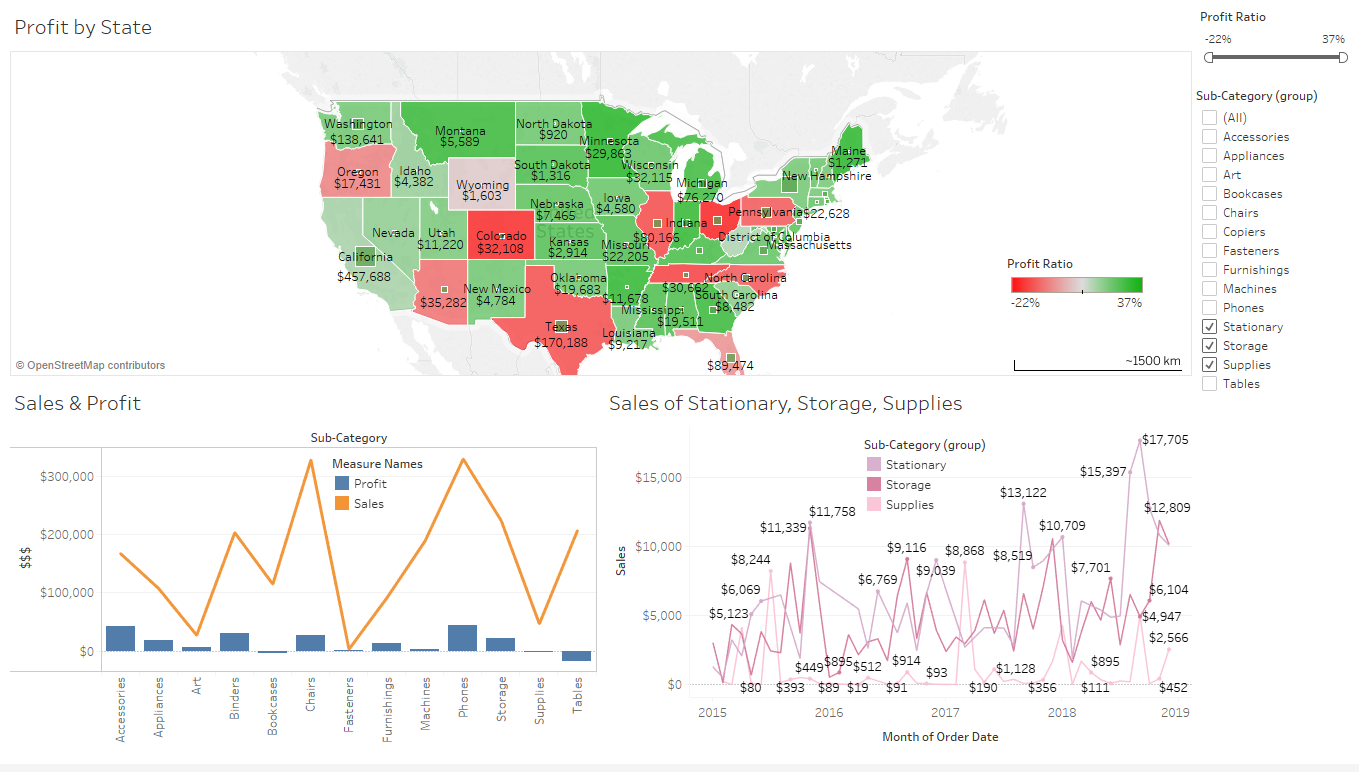 Profit by State
Washington
$138,641
Montana
$5,589
North Dakota
$920
Minnesota
$29,863
Maine
$1,271
Oregon
$17,431
Idaho
$4,382
South Dakota
$1,316
Wisconsin
$32,115
New Hampshire
Wyoming
$1,603
Michigan
$76,270
Nebraska
$7,465
Iowa
$4,580
Pennsylvania
$22,628
Nevada
Utah
$11,220
Colorado
$32,108
United
States
Kansas
$2,914
Missouri
$22,205
$80,166
Indiana
District of Columbia
Massachusetts
California
$457,688
$35,282
New Mexico
$4,784
Oklahoma
$19,683
$11,678
$30,662
North Carolina
South Carolina
$8,482
Mississippi
$19,511
Texas
$170,188
Louisiana
$9,217
$89,474
Profit Ratio
-22% 37%
~1500 km
© OpenStreetMap contributors
Profit Ratio
-22% 37%
Sub-Category (group)
(All)
Accessories
Appliances
Art
Bookcases
Chairs
Copiers
Fasteners
Furnishings
Machines
Phones
Stationary
Storage
Supplies
Tables
Sales & Profit
Sub-Category
Measure Names
Profit
Sales
$$$
$300,000
$200,000
$100,000
$0
Accessories
Appliances
Art
Binders
Bookcases
Chairs
Fasteners
Furnishings
Machines
Phones
Storage
Supplies
Tables
Sales of Stationary, Storage, Supplies
Sub-Category (group)
Stationary
Storage
Supplies
Sales
$15,000
$10,000
$5,000
$0
$17,705
$15,397
$13,122
$12,809
$11,758
$11,339
$10,709
$9,116
$8,868
$8,519
$8,244
$9,039
$7,701
$6,769
$6,069
$6,104
$5,123
$4,947
$2,566
$449
$895
$512
$914
$93
$1,128
$895
$80
$393
$89
$19
$91
$190
$356
$111
$452
2015 2016 2017 2018 2019
Month of Order Date